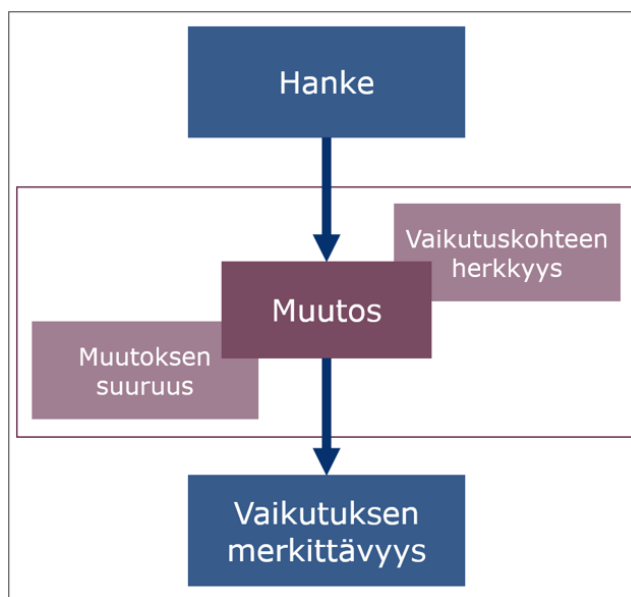 Hanke
Vaikutuskohteen
herkkyys
Muutos
Muutoksen
suuruus
Vaikutuksen
merkittävyys